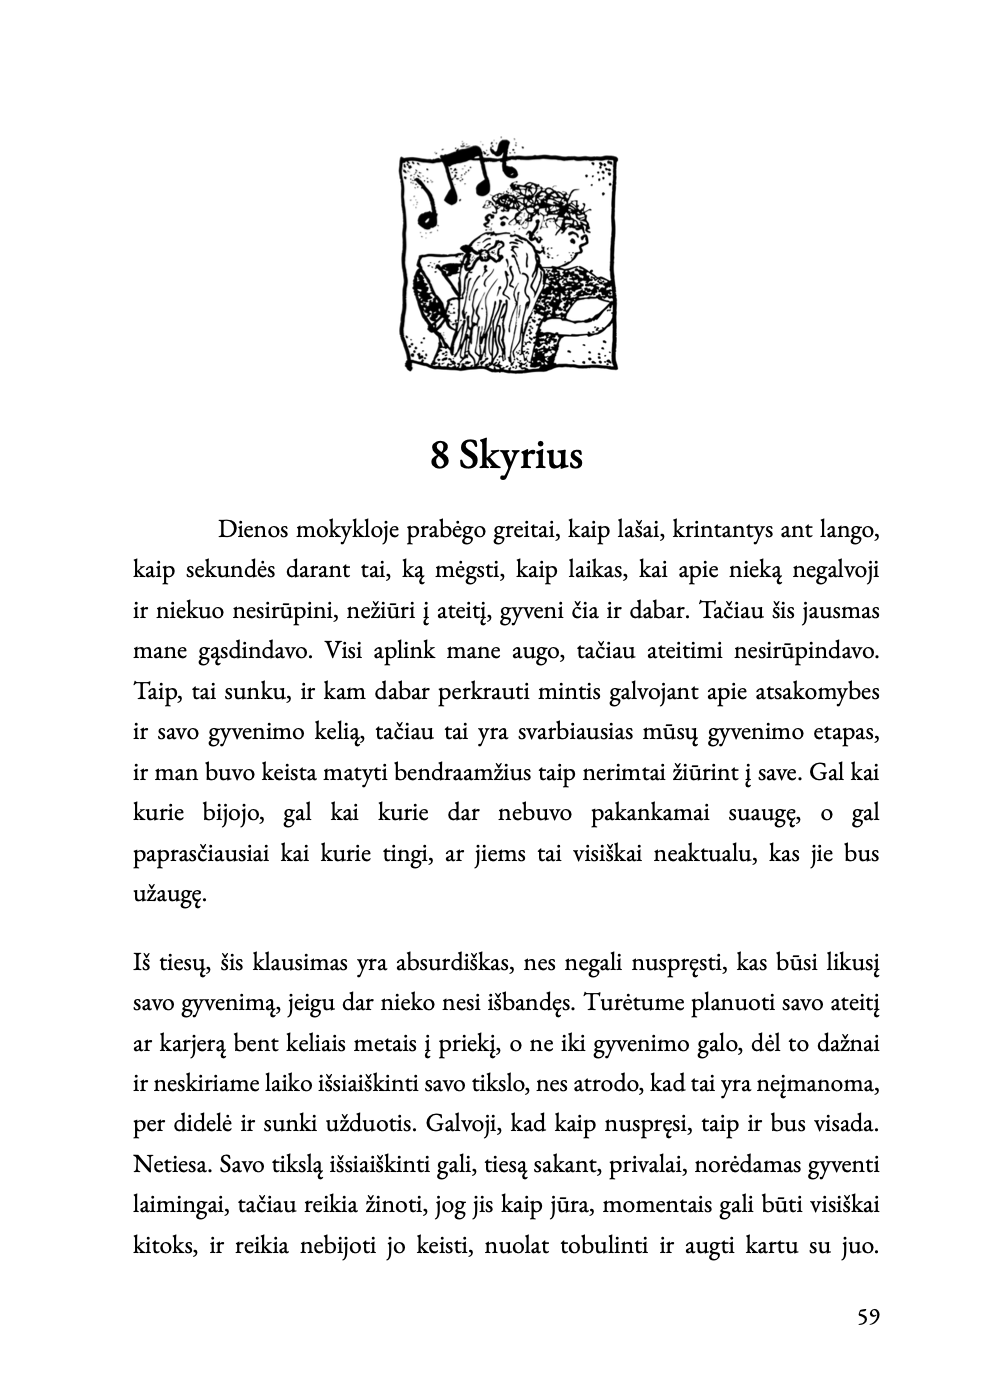 8 Skyrius
Dienos mokykloje prabėgo greitai, kaip lašai, krintantys ant lango,
kaip sekundės darant tai, ką mėgsti, kaip laikas, kai apie nieką negalvoji
ir niekuo nesirūpini, nežiūri į ateitį, gyveni čia ir dabar. Tačiau šis jausmas
mane gąsdindavo. Visi aplink mane augo, tačiau ateitimi nesirūpindavo.
Taip, tai sunku, ir kam dabar perkrauti mintis galvojant apie atsakomybes
ir savo gyvenimo kelią, tačiau tai yra svarbiausias mūsų gyvenimo etapas,
ir man buvo keista matyti bendraamžius taip nerimtai žiūrint į save. Gal kai
kurie bijojo, gal kai kurie dar nebuvo pakankamai suaugę, o gal
paprasčiausiai kai kurie tingi, ar jiems tai visiškai neaktualu, kas jie bus
užaugę.
Iš tiesų, šis klausimas yra absurdiškas, nes negali nuspręsti, kas būsi likusį
savo gyvenimą, jeigu dar nieko nesi išbandęs. Turėtume planuoti savo ateitį
ar karjerą bent keliais metais į priekį, o ne iki gyvenimo galo, dėl to dažnai
ir neskiriame laiko išsiaiškinti savo tikslo, nes atrodo, kad tai yra neįmanoma,
per didelė ir sunki užduotis. Galvoji, kad kaip nuspręsi, taip ir bus visada.
Netiesa. Savo tikslą išsiaiškinti gali, tiesą sakant, privalai, norėdamas gyventi
laimingai, tačiau reikia žinoti, jog jis kaip jūra, momentais gali būti visiškai
kitoks, ir reikia nebijoti jo keisti, nuolat tobulinti ir augti kartu su juo.
59